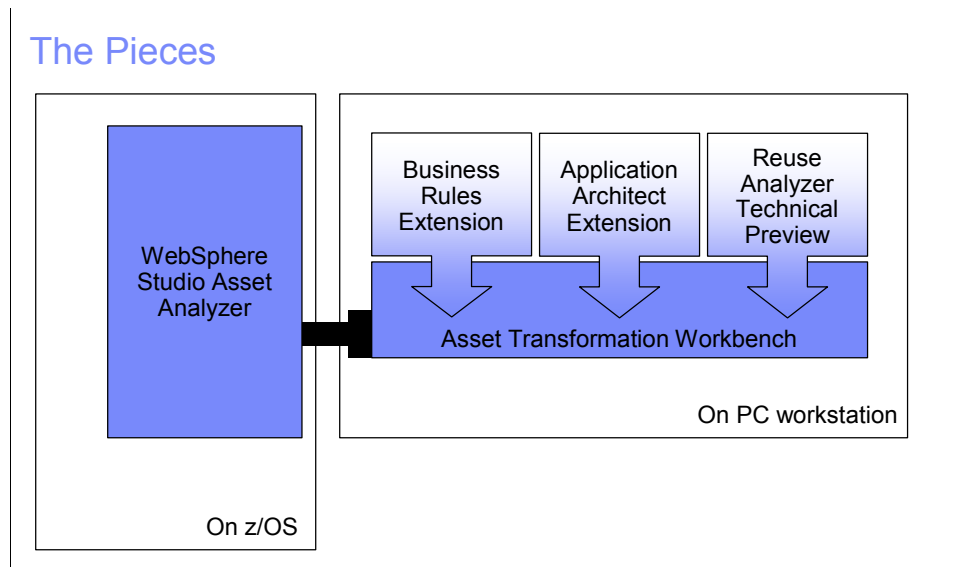 The Pieces
WebSphere
Studio Asset
Analyzer
On z/OS
Business
Rules
Extension
Application
Architect
Extension
Reuse
Analyzer
Technical
Preview
Asset Transformation Workbench
On PC workstation